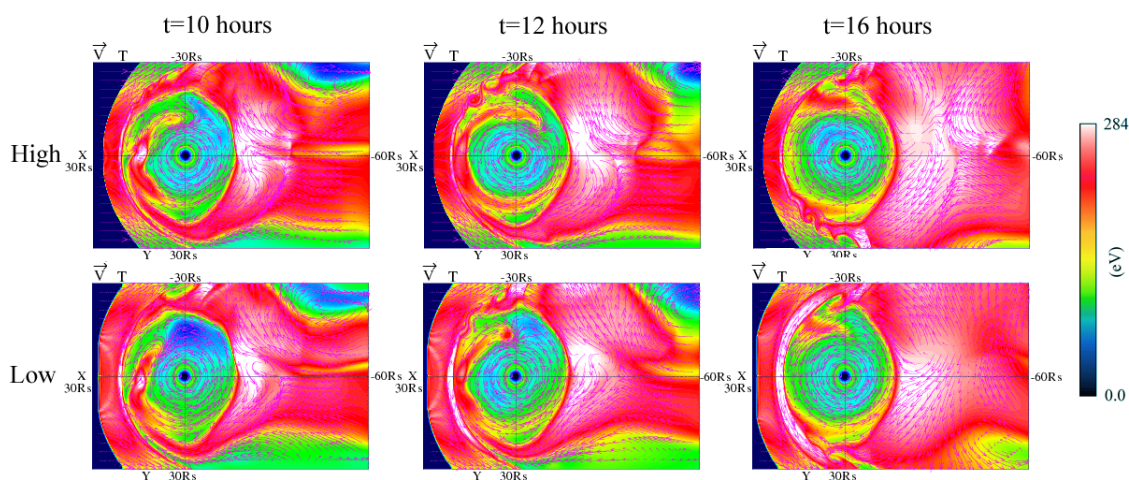 t=10 hours t=12 hours t=16 hours
V T -30Rs V T -30Rs V T -30Rs
High X 30Rs -60Rs X 30Rs -60Rs X 30Rs -60Rs
Y 30Rs Y 30Rs Y 30Rs
V T -30Rs V T -30Rs V T -30Rs
Low X 30Rs -60Rs X 30Rs -60Rs X 30Rs -60Rs
Y 30Rs Y 30Rs Y 30Rs
284
(eV)
0.0